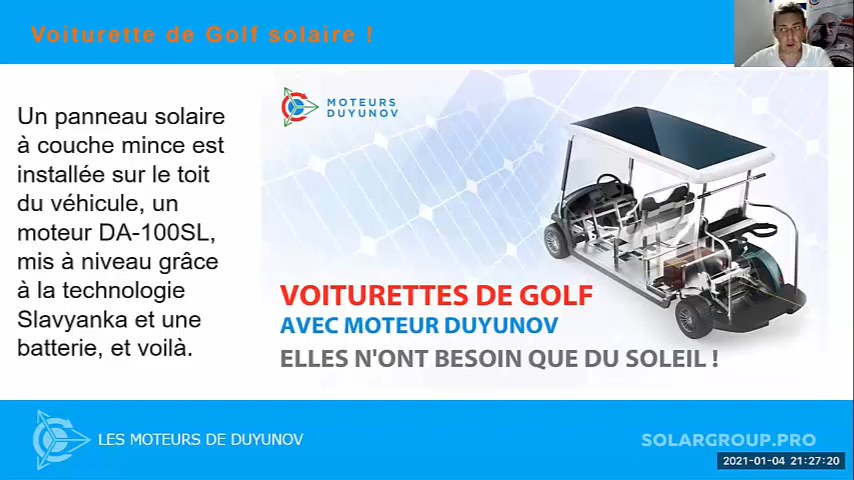 Voiturette de Golf solaire !
Un panneau solaire
à couche mince est
installée sur le toit
du véhicule, un
moteur DA-100SL,
mis à niveau grâce
à la technologie
Slavyanka et une
batterie, et voilà.
MOTEURS
DUYUNOV
VOITURETTES DE GOLF
AVEC MOTEUR DUYUNOV
ELLES N'ONT BESOIN QUE DU SOLEIL !
LES MOTEURS DE DUYUNOV
SOLARGROUP.PRO
2021-01-04 21:27:20